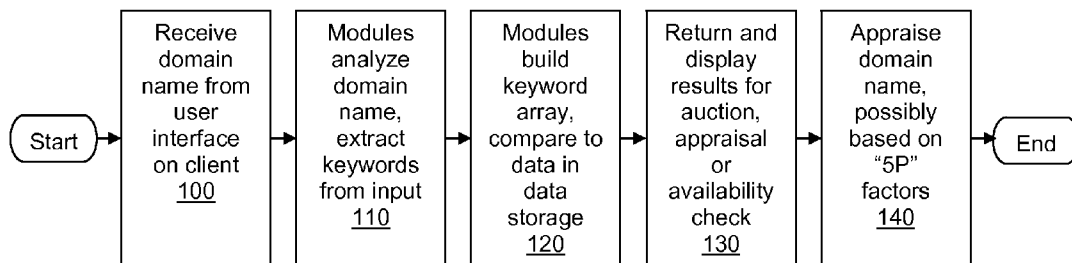 Start
Receive
domain
name from
user
interface
on client
100
Modules
analyze
domain
name,
extract
keywords
from input
110
Modules
build
keyword
array,
compare to
data in
data
storage
120
Return and
display
results for
auction,
appraisal
or
availability
check
130
Appraise
domain
name,
possibly
based on
“5P”
factors
140
End